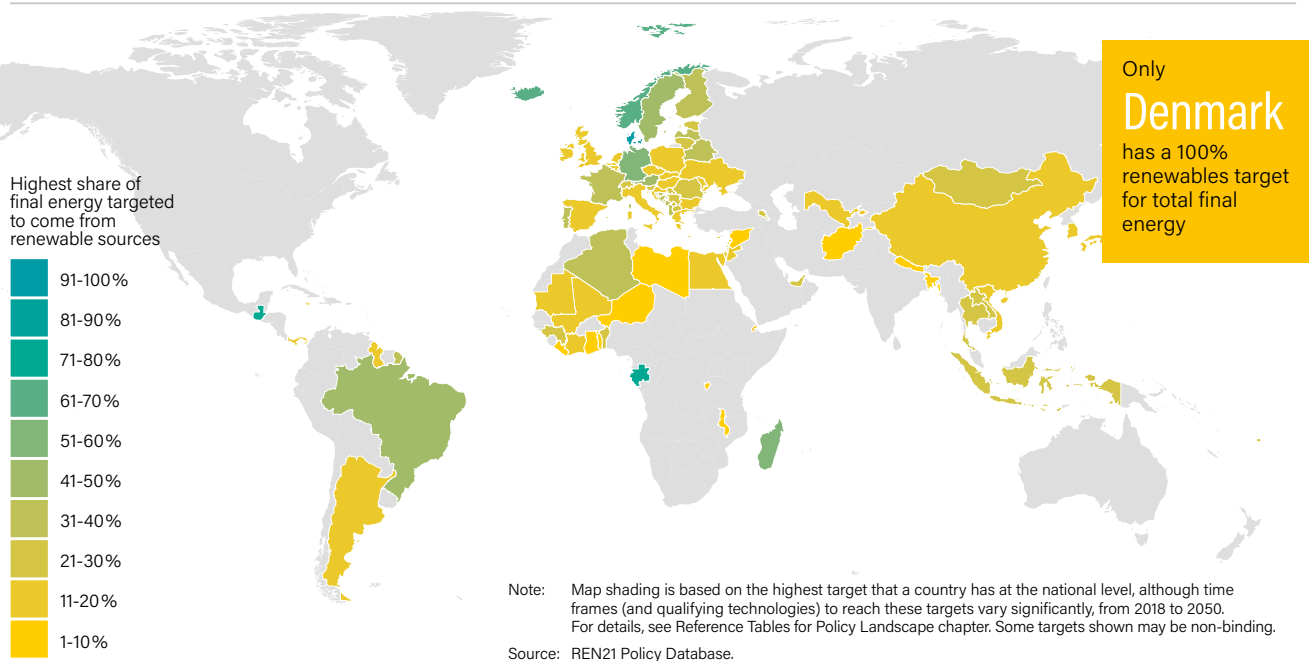 Only
Denmark
has a 100%
renewables target
for total final
energy
Highest share of
final energy targeted
to come from
renewable sources
91-100%
81-90%
71-80%
61-70%
51-60%
41-50%
31-40%
21-30%
11-20%
1-10%
Note: Map shading is based on the highest target that a country has at the national level, although time
frames (and qualifying technologies) to reach these targets vary significantly, from 2018 to 2050.
For details, see Reference Tables for Policy Landscape chapter. Some targets shown may be non-binding.
Source: REN21 Policy Database.